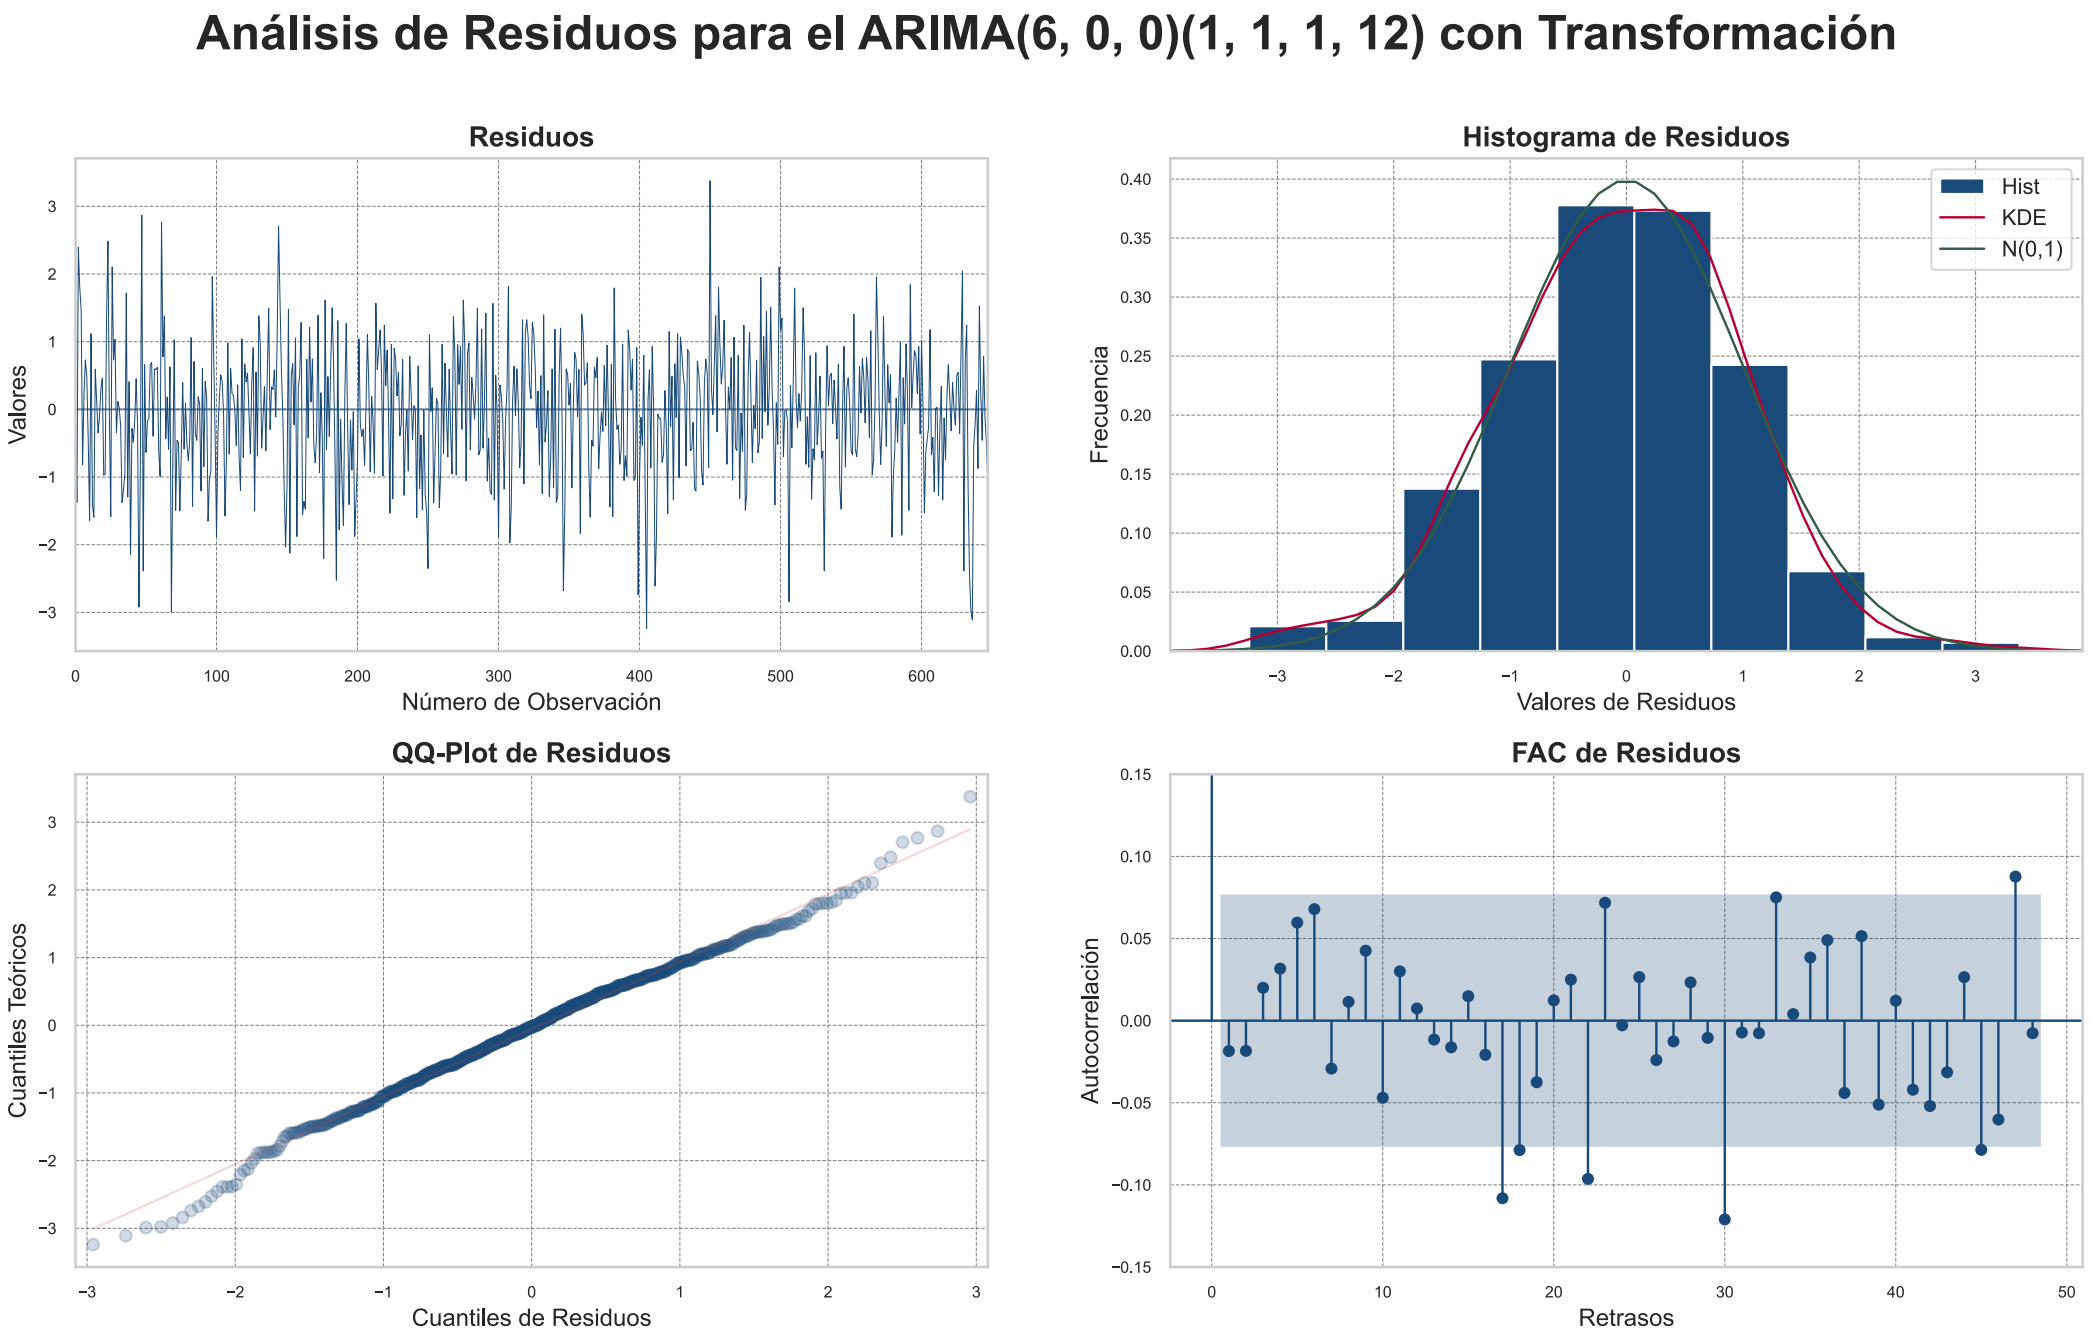 Análisis de Residuos para el ARIMA(6, 0, 0)(1, 1, 1, 12) con Transformación
Residuos
Valores
3
2
1
0
−1
−2
−3
0 100 200 300 400 500 600
Número de Observación
Histograma de Residuos
Frecuencia
0.40
0.35
0.30
0.25
0.20
0.15
0.10
0.05
0.00
Hist
KDE
N(0,1)
−3 −2 −1 0 1 2 3
Valores de Residuos
QQ-Plot de Residuos
Cuantiles Teóricos
3
2
1
0
−1
−2
−3
−3 −2 −1 0 1 2 3
Cuantiles de Residuos
FAC de Residuos
Autocorrelación
0.15
0.10
0.05
0.00
−0.05
−0.10
−0.15
0 10 20 30 40 50
Retrasos